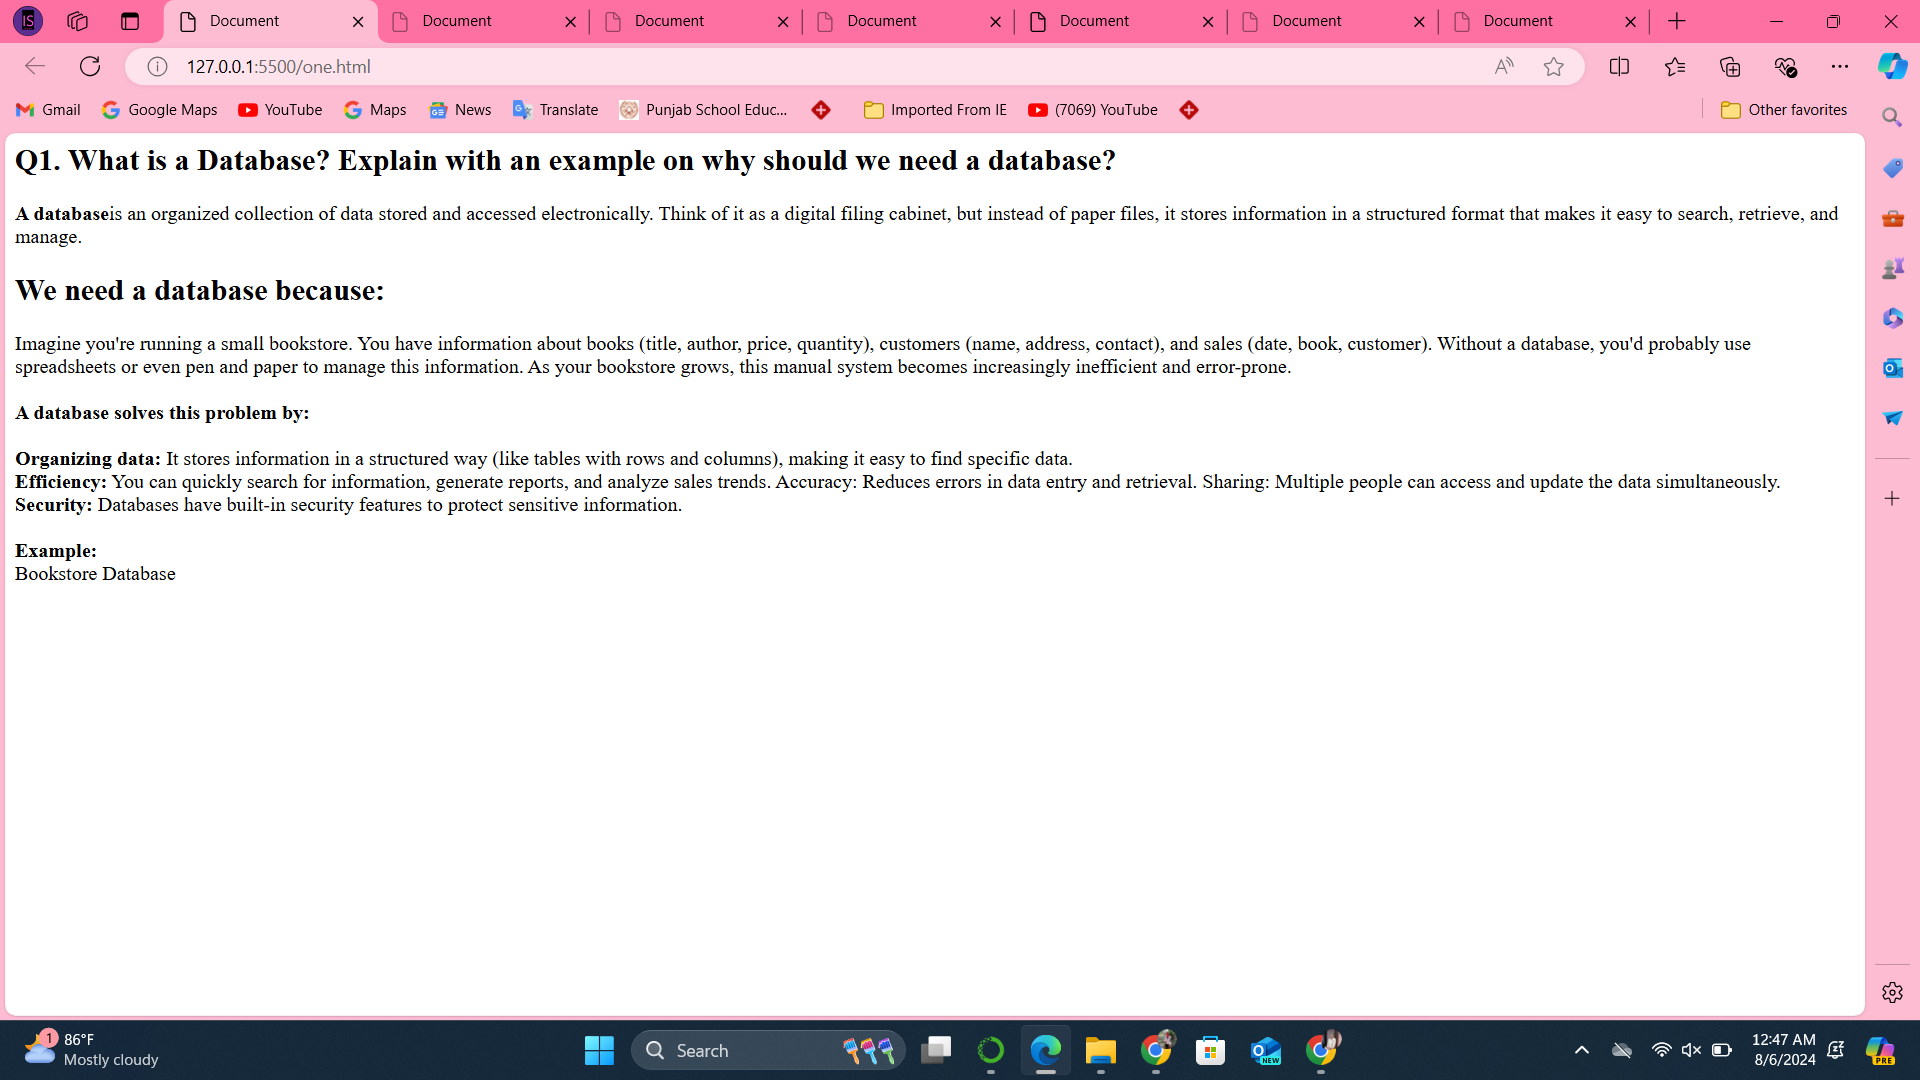 Document Document Document Document Document Document Document
127.0.0.1:5500/one.html
Gmail Google Maps YouTube Maps News Translate Punjab School Educ... Imported From IE (7069) YouTube Other favorites
Q1. What is a Database? Explain with an example on why should we need a database?
A databaseis an organized collection of data stored and accessed electronically. Think of it as a digital filing cabinet, but instead of paper files, it stores information in a structured format that makes it easy to search, retrieve, and
manage.
We need a database because:
Imagine you're running a small bookstore. You have information about books (title, author, price, quantity), customers (name, address, contact), and sales (date, book, customer). Without a database, you'd probably use
spreadsheets or even pen and paper to manage this information. As your bookstore grows, this manual system becomes increasingly inefficient and error-prone.
A database solves this problem by:
Organizing data: It stores information in a structured way (like tables with rows and columns), making it easy to find specific data.
Efficiency: You can quickly search for information, generate reports, and analyze sales trends. Accuracy: Reduces errors in data entry and retrieval. Sharing: Multiple people can access and update the data simultaneously.
Security: Databases have built-in security features to protect sensitive information.
Example:
Bookstore Database
1 86°F
Mostly cloudy
Search
NEW
12:47 AM
8/6/2024
PRE